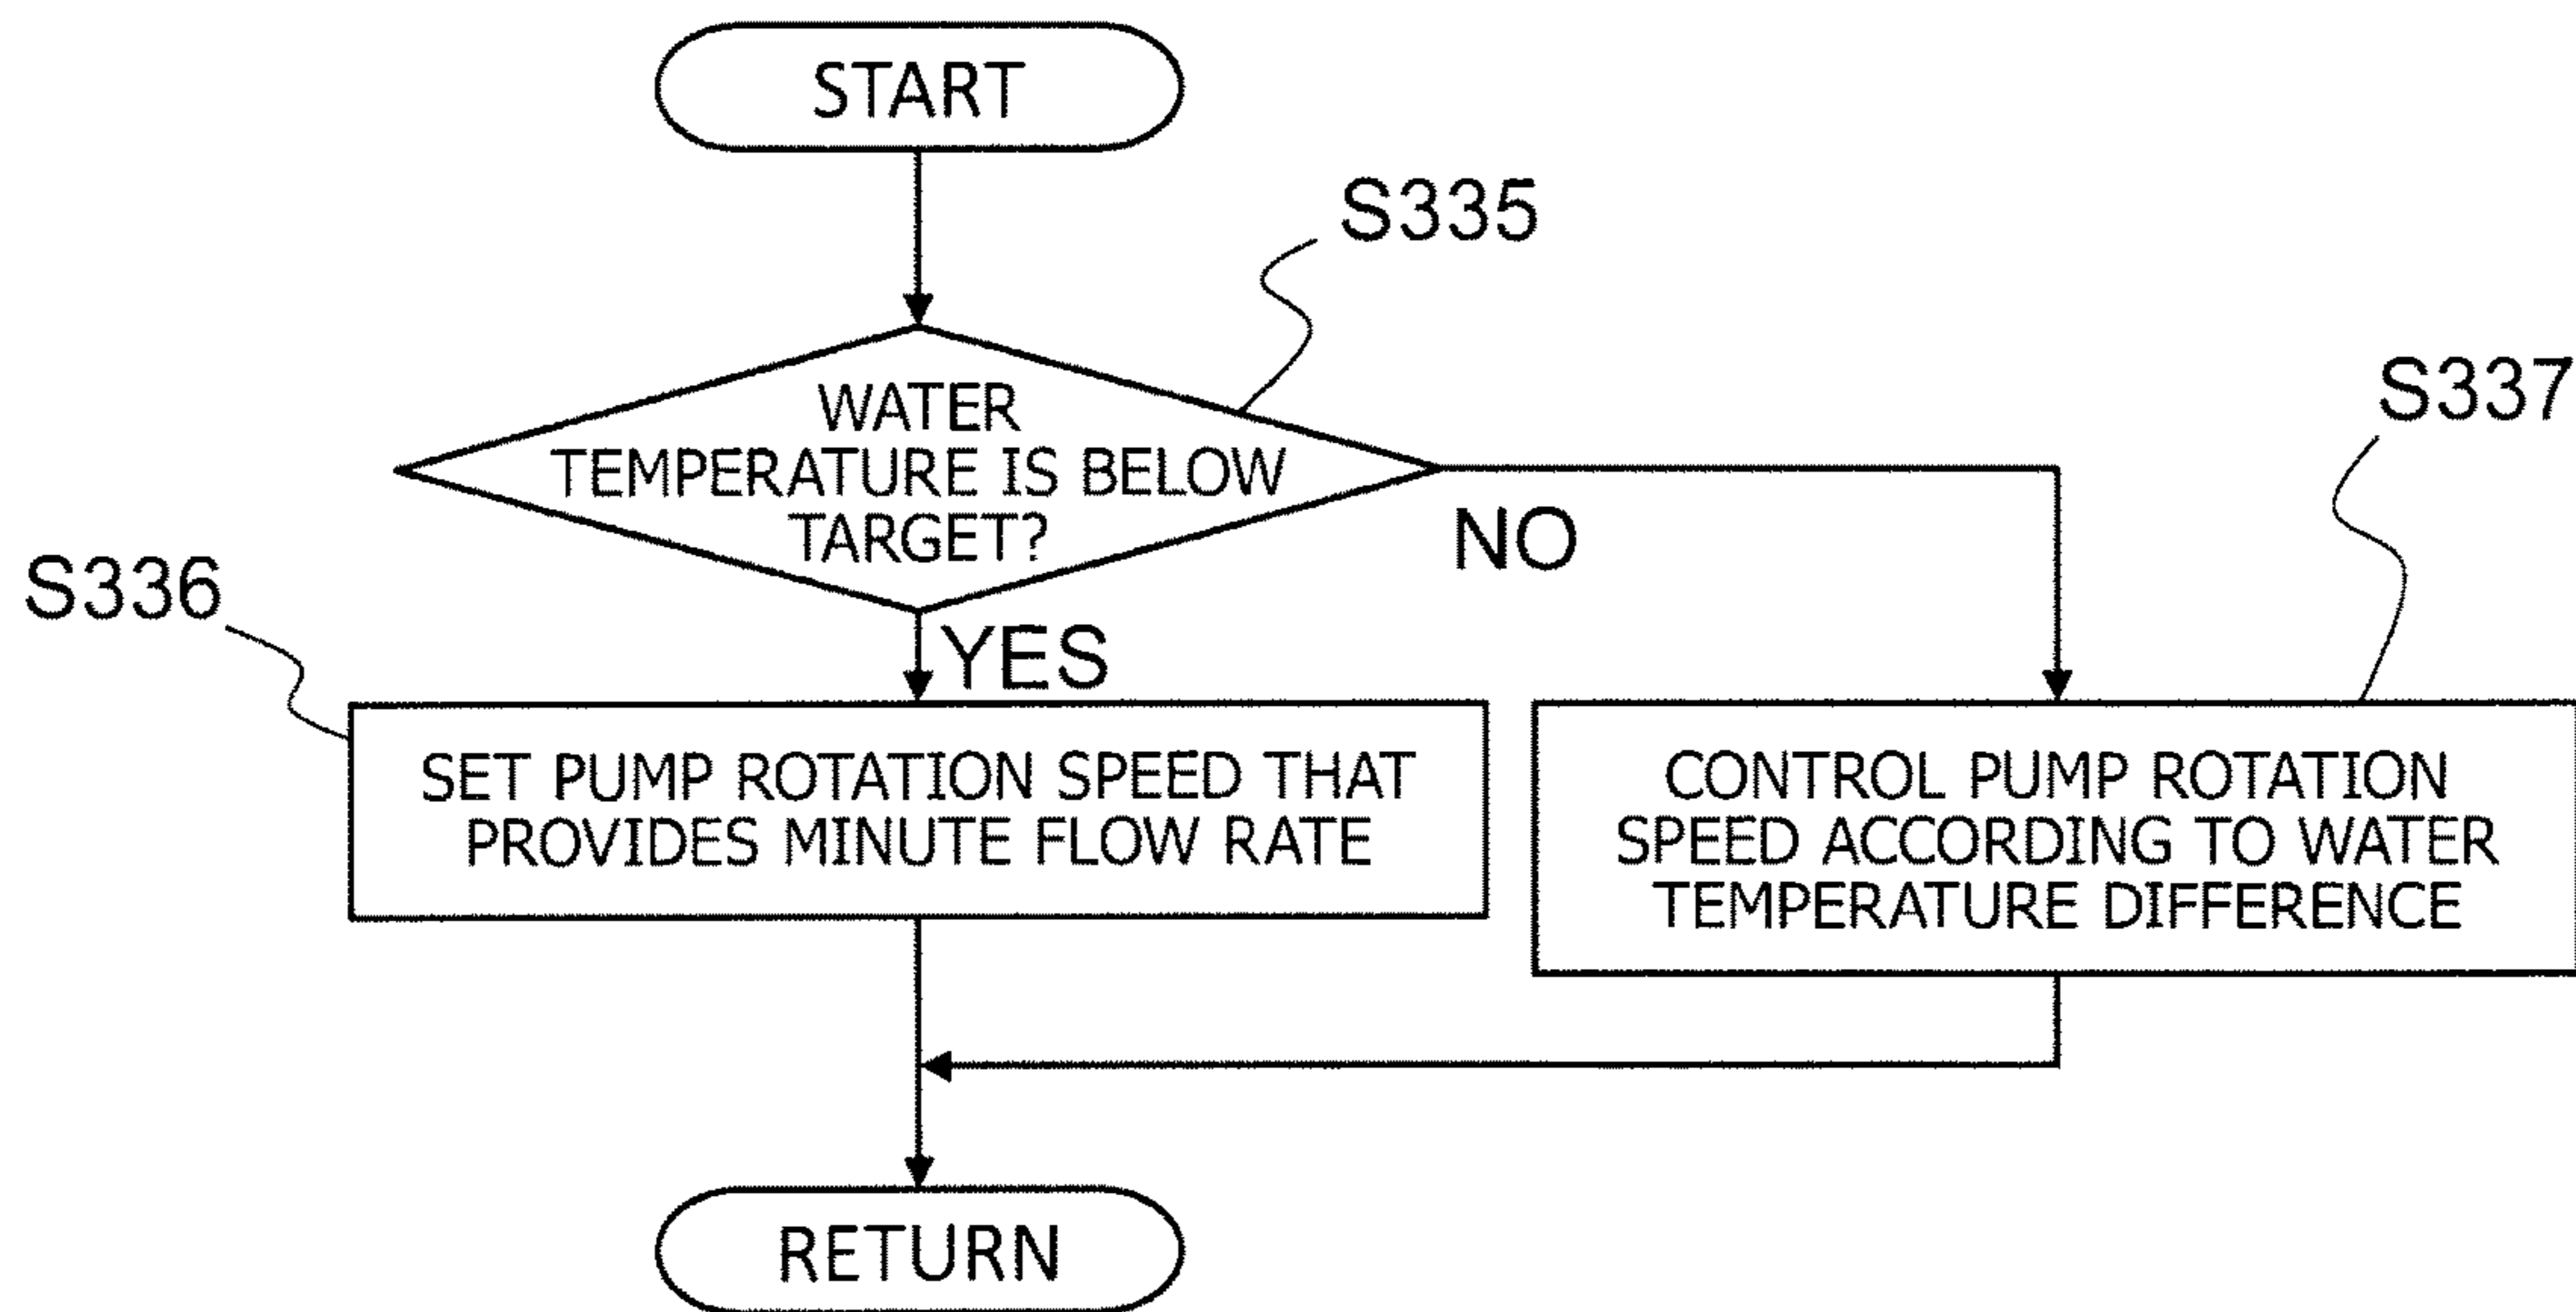 START
S335
WATER
TEMPERATURE IS BELOW
TARGET?
S337
NO
S336
YES
SET PUMP ROTATION SPEED THAT
PROVIDES MINUTE FLOW RATE
CONTROL PUMP ROTATION
SPEED ACCORDING TO WATER
TEMPERATURE DIFFERENCE
RETURN